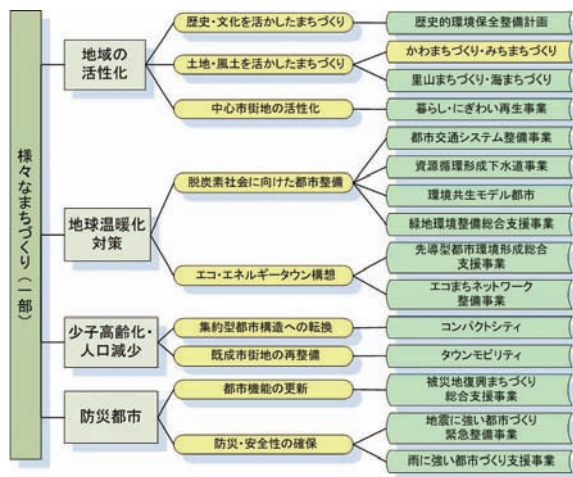 様々なまちづくり(一部)
地域の
活性化
歴史・文化を活かしたまちづくり
歴史的環境保全整備計画
土地・風土を活かしたまちづくり
かわまちづくり・みちまちづくり
里山まちづくり・海まちづくり
中心市街地の活性化
暮らし・にぎわい再生事業
地球温暖化
対策
脱炭素社会に向けた都市整備
都市交通システム整備事業
資源循環形成下水道事業
環境共生モデル都市
緑地環境整備総合支援事業
エコ・エネルギータウン構想
先導型都市環境形成総合
支援事業
エコまちネットワーク
整備事業
少子高齢化・
人口減少
集約型都市構造への転換
コンパクトシティ
既成市街地の再整備
タウンモビリティ
防災都市
都市機能の更新
被災地復興まちづくり
総合支援事業
防災・安全性の確保
地震に強い都市づくり
緊急整備事業
雨に強い都市づくり支援事業